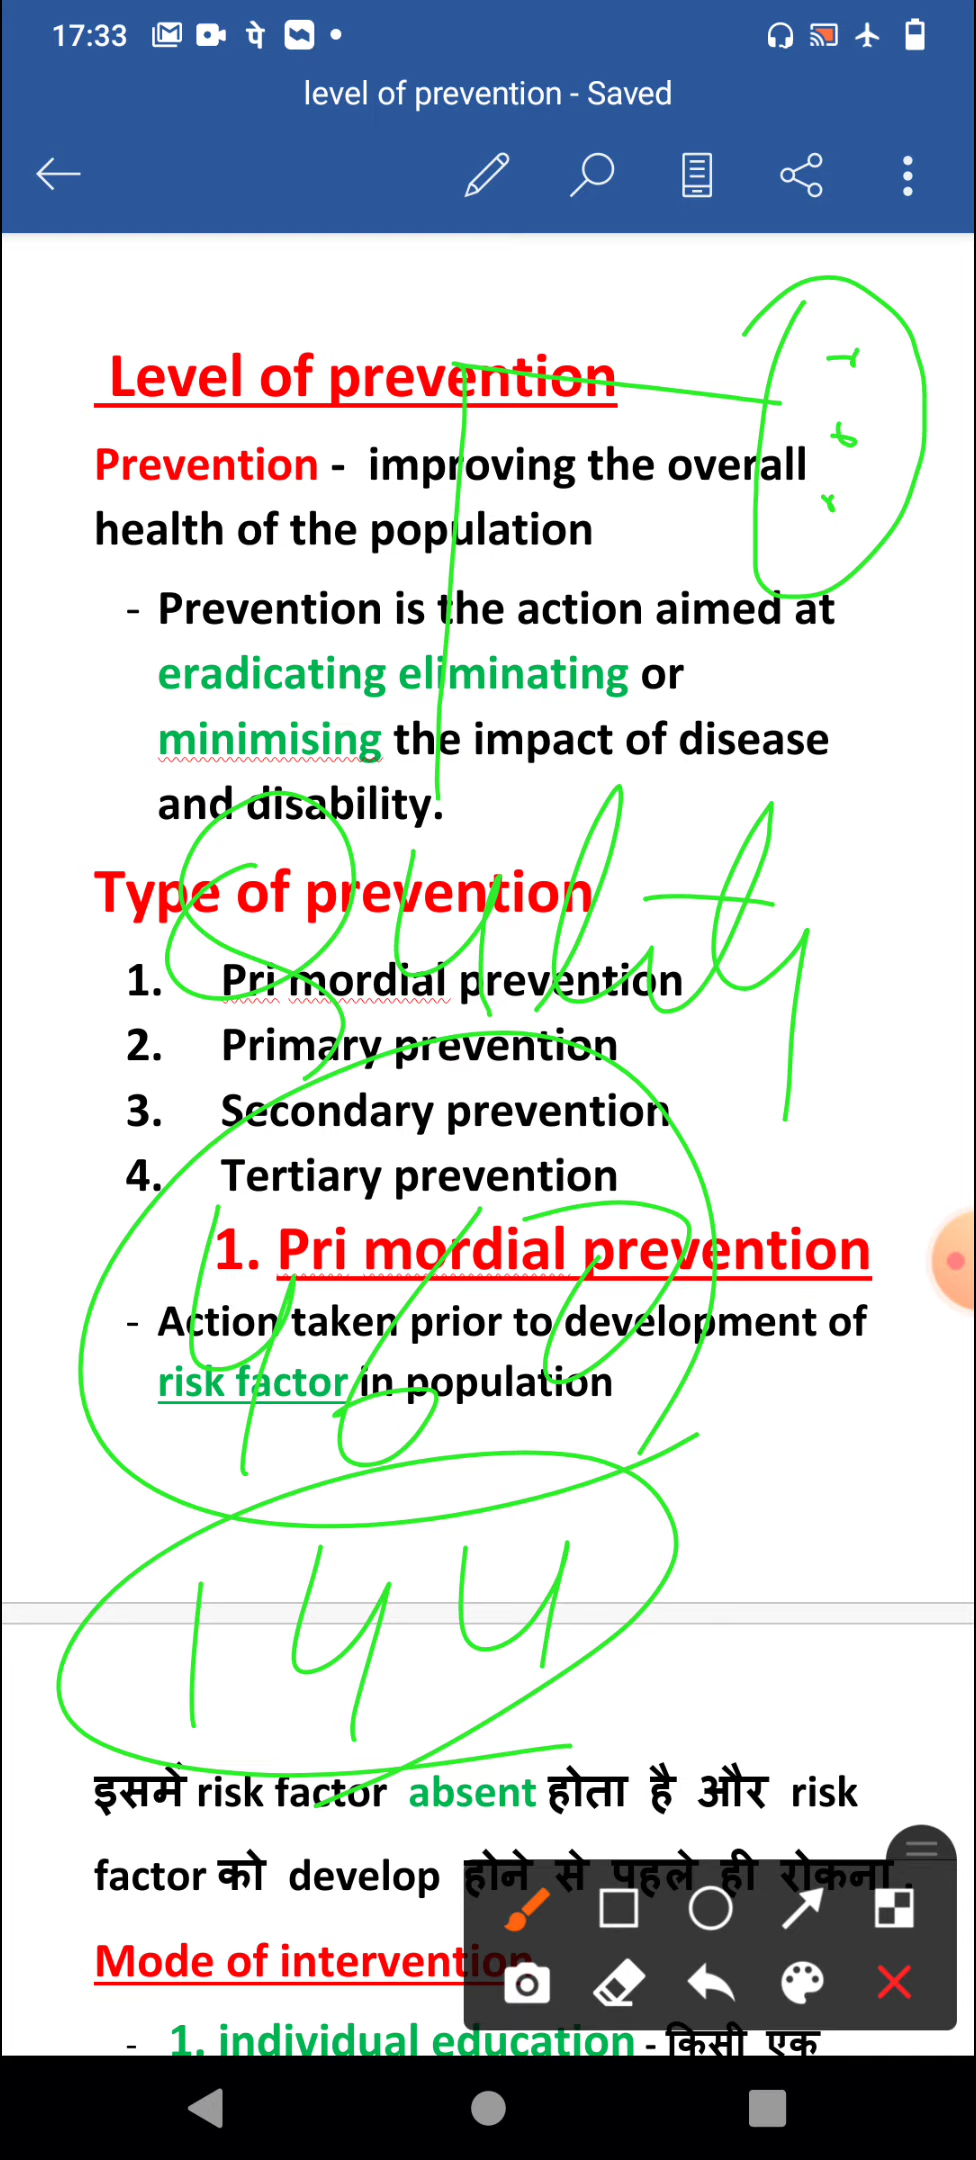 17:33
level of prevention - Saved
Level of prevention
Prevention - improving the overall
health of the population
- Prevention is the action aimed at
eradicating eliminating or
minimising the impact of disease
and disability.
Type of prevention
1. Pri mordial prevention
2. Primary prevention
3. Secondary prevention
4. Tertiary prevention
1. Pri mordial prevention
- Action taken prior to development of
risk factor in population
460
144
इसमें risk factor absent होता है और risk
factor को develop होने से पहले ही रोकना .
Mode of intervention
- 1. individual education - किसी एक